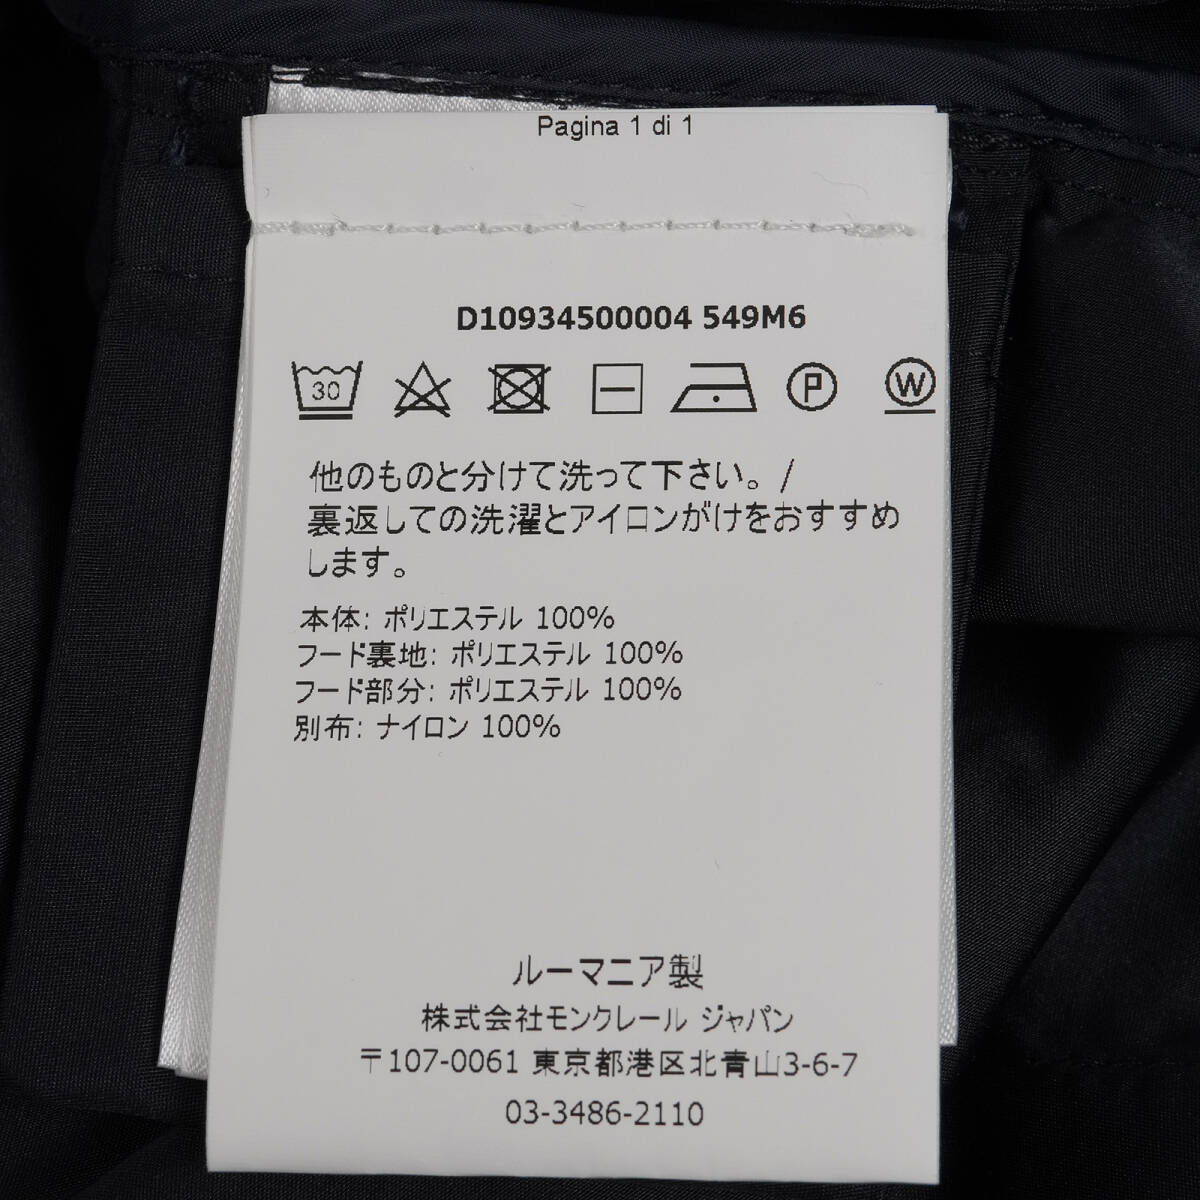 Pagina 1 di 1
D10934500004 549M6
30 P W
他のものと分けて洗って下さい。/
裏返しての洗濯とアイロンがけをおすすめ
します。
本体: ポリエステル 100%
フード裏地: ポリエステル 100%
フード部分: ポリエステル 100%
別布: ナイロン 100%
ルーマニア製
株式会社モンクレール ジャパン
〒107-0061 東京都港区北青山3-6-7
03-3486-2110